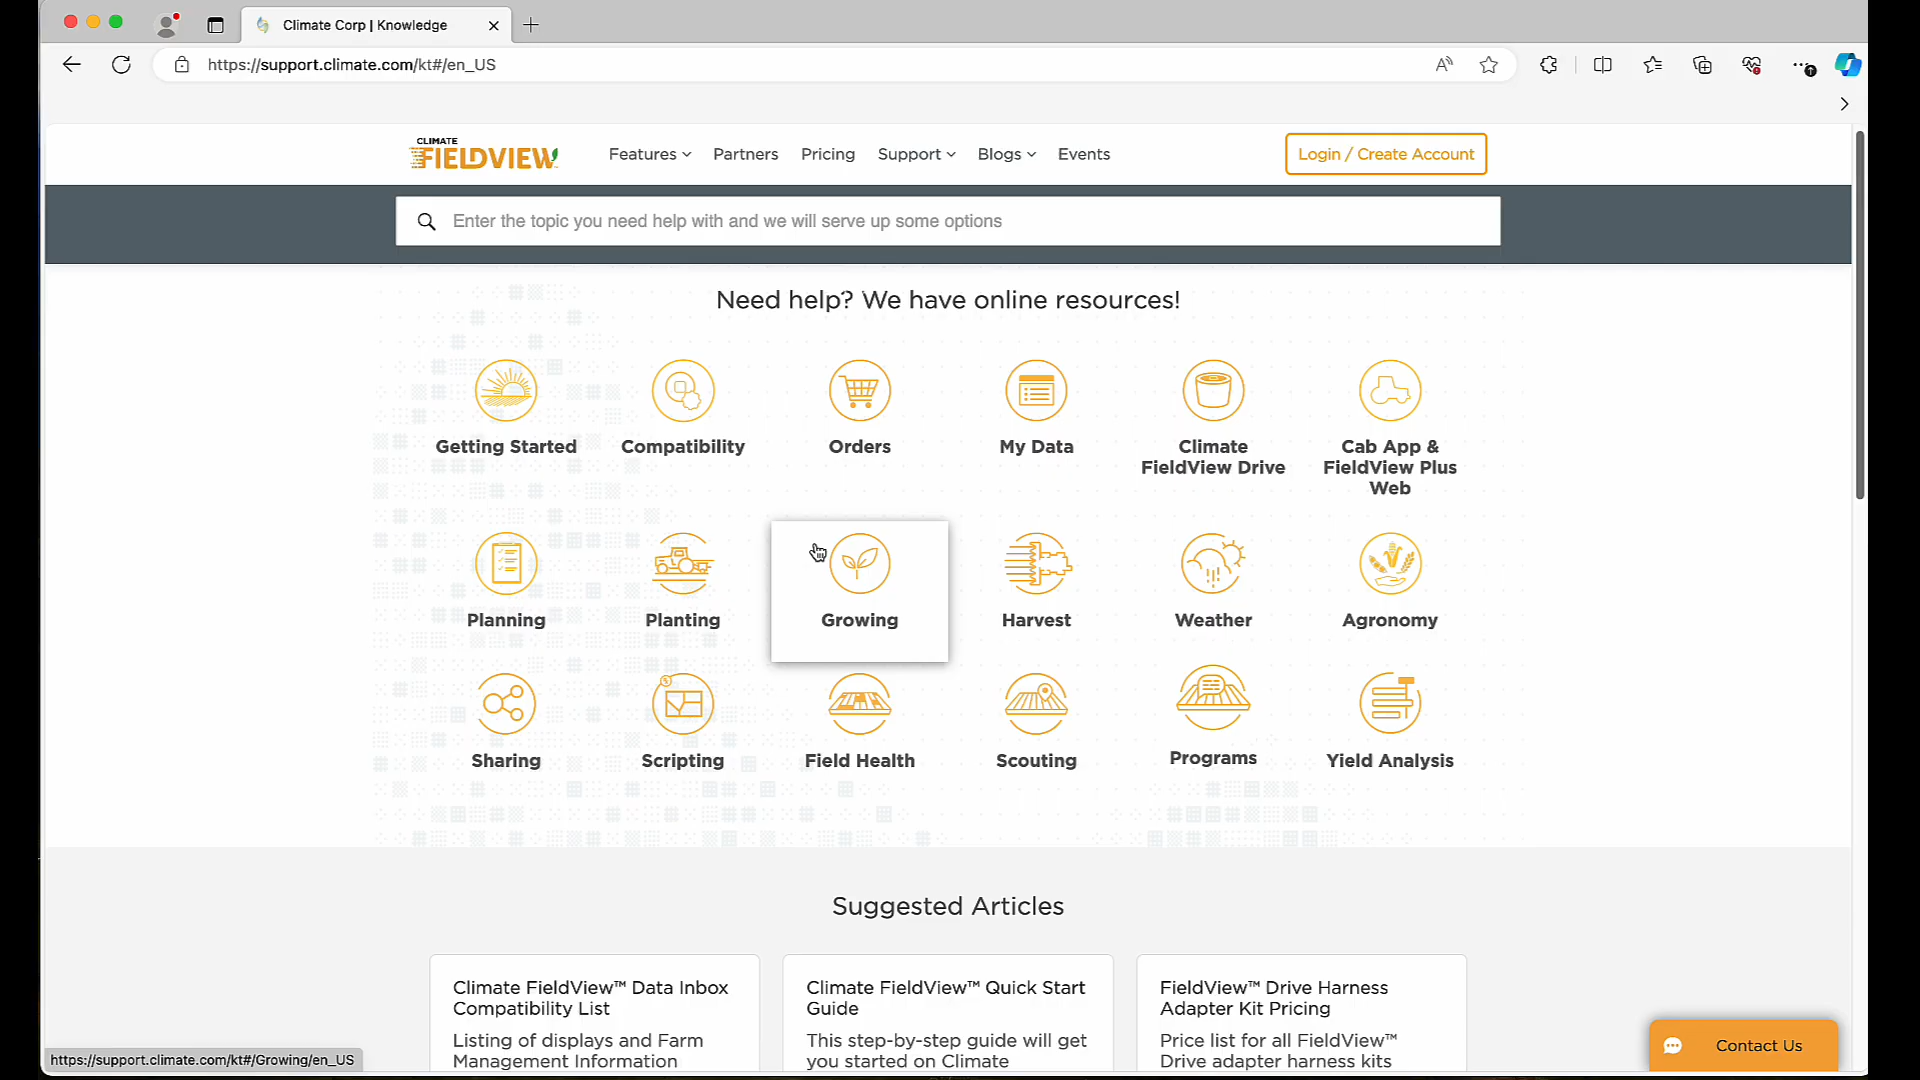 Climate Corp | Knowledge
https://support.climate.com/kt#/en_US
CLIMATE
FIELDVIEW
Features
Partners
Pricing
Support
Blogs
Events
Login / Create Account
Enter the topic you need help with and we will serve up some options
Need help? We have online resources!
Getting Started
Compatibility
Orders
My Data
Climate
FieldView Drive
Cab App &
FieldView Plus
Web
Planning
Planting
Growing
Harvest
Weather
Agronomy
Sharing
Scripting
Field Health
Scouting
Programs
Yield Analysis
Suggested Articles
Climate FieldView™ Data Inbox
Compatibility List
Listing of displays and Farm
Management Information
Climate FieldView™ Quick Start
Guide
This step-by-step guide will get
you started on Climate
FieldView™ Drive Harness
Adapter Kit Pricing
Price list for all FieldView™
Drive adapter harness kits
Contact Us
https://support.climate.com/kt#/Growing/en_US